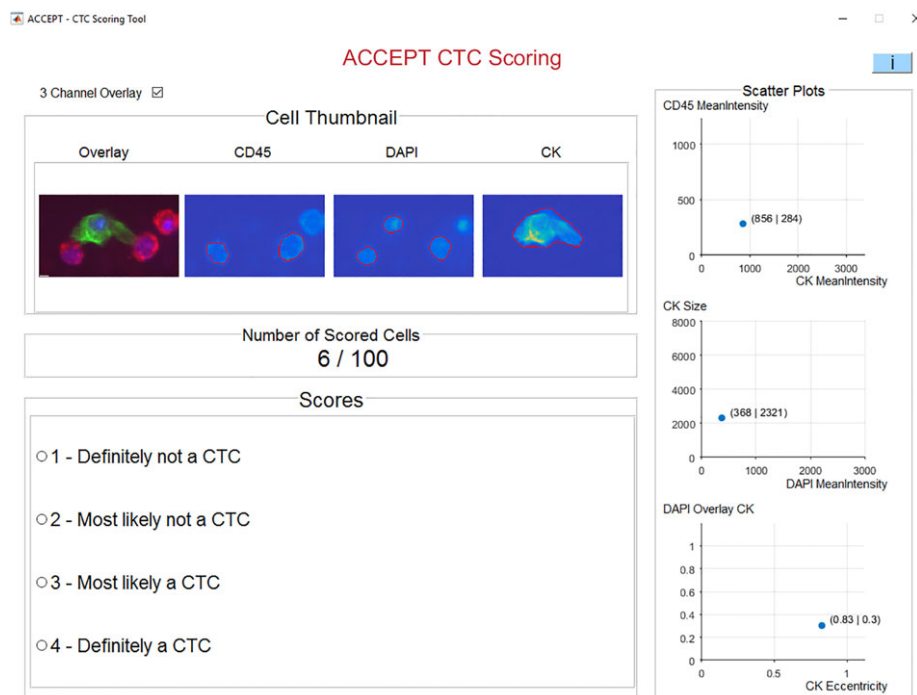 ACCEPT - CTC Scoring Tool
ACCEPT CTC Scoring
i
3 Channel Overlay
Cell Thumbnail
Overlay CD45 DAPI CK
Number of Scored Cells
6 / 100
Scores
1 - Definitely not a CTC
2 - Most likely not a CTC
3 - Most likely a CTC
4 - Definitely a CTC
Scatter Plots
CD45 MeanIntensity
1000
500
0
(856 | 284)
0 1000 2000 3000
CK MeanIntensity
CK Size
8000
6000
4000
2000
0
(368 | 2321)
0 1000 2000 3000
DAPI MeanIntensity
DAPI Overlay CK
1
0.8
0.6
0.4
0.2
0
(0.83 | 0.3)
0 0.5 1
CK Eccentricity